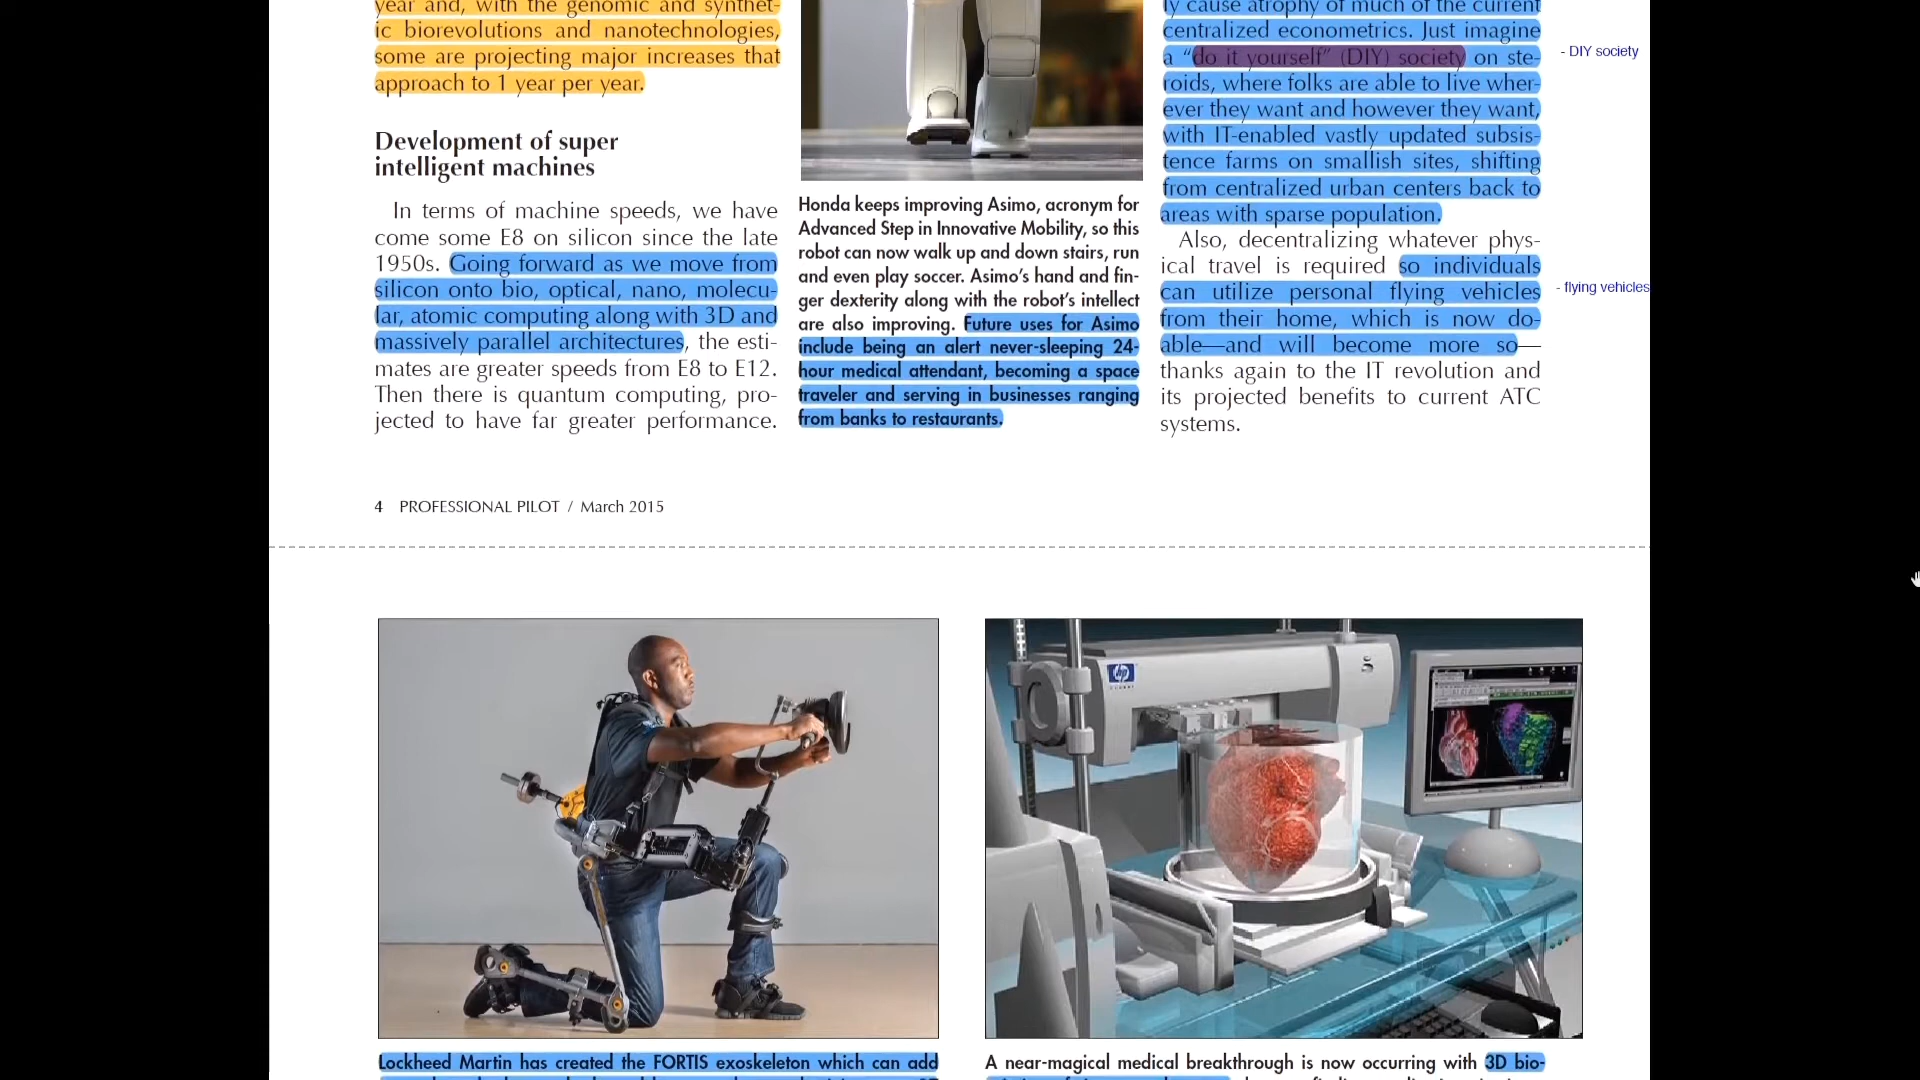 year and, with the genomic and synthet-
ic biorevolutions and nanotechnologies,
some are projecting major increases that
approach to 1 year per year.
Development of super
intelligent machines
In terms of machine speeds, we have
come some E8 on silicon since the late
1950s. Going forward as we move from
silicon onto bio, optical, nano, molecu-
lar, atomic computing along with 3D and
massively parallel architectures, the esti-
mates are greater speeds from E8 to E12.
Then there is quantum computing, pro-
jected to have far greater performance.
Honda keeps improving Asimo, acronym for
Advanced Step in Innovative Mobility, so this
robot can now walk up and down stairs, run
and even play soccer. Asimo's hand and fin-
ger dexterity along with the robot's intellect
are also improving. Future uses for Asimo
include being an alert never-sleeping 24-
hour medical attendant, becoming a space
traveler and serving in businesses ranging
from banks to restaurants.
ly cause atrophy of much of the current
centralized econometrics. Just imagine
a “do it yourself” (DIY) society on ste-
roids, where folks are able to live wher-
ever they want and however they want,
with IT-enabled vastly updated subsis-
tence farms on smallish sites, shifting
from centralized urban centers back to
areas with sparse population.
Also, decentralizing whatever phys-
ical travel is required so individuals
can utilize personal flying vehicles
from their home, which is now do-
able—and will become more so—
thanks again to the IT revolution and
its projected benefits to current ATC
systems.
- DIY society
- flying vehicles
4 PROFESSIONAL PILOT / March 2015
hp
Lockheed Martin has created the FORTIS exoskeleton which can add
A near-magical medical breakthrough is now occurring with 3D bio-